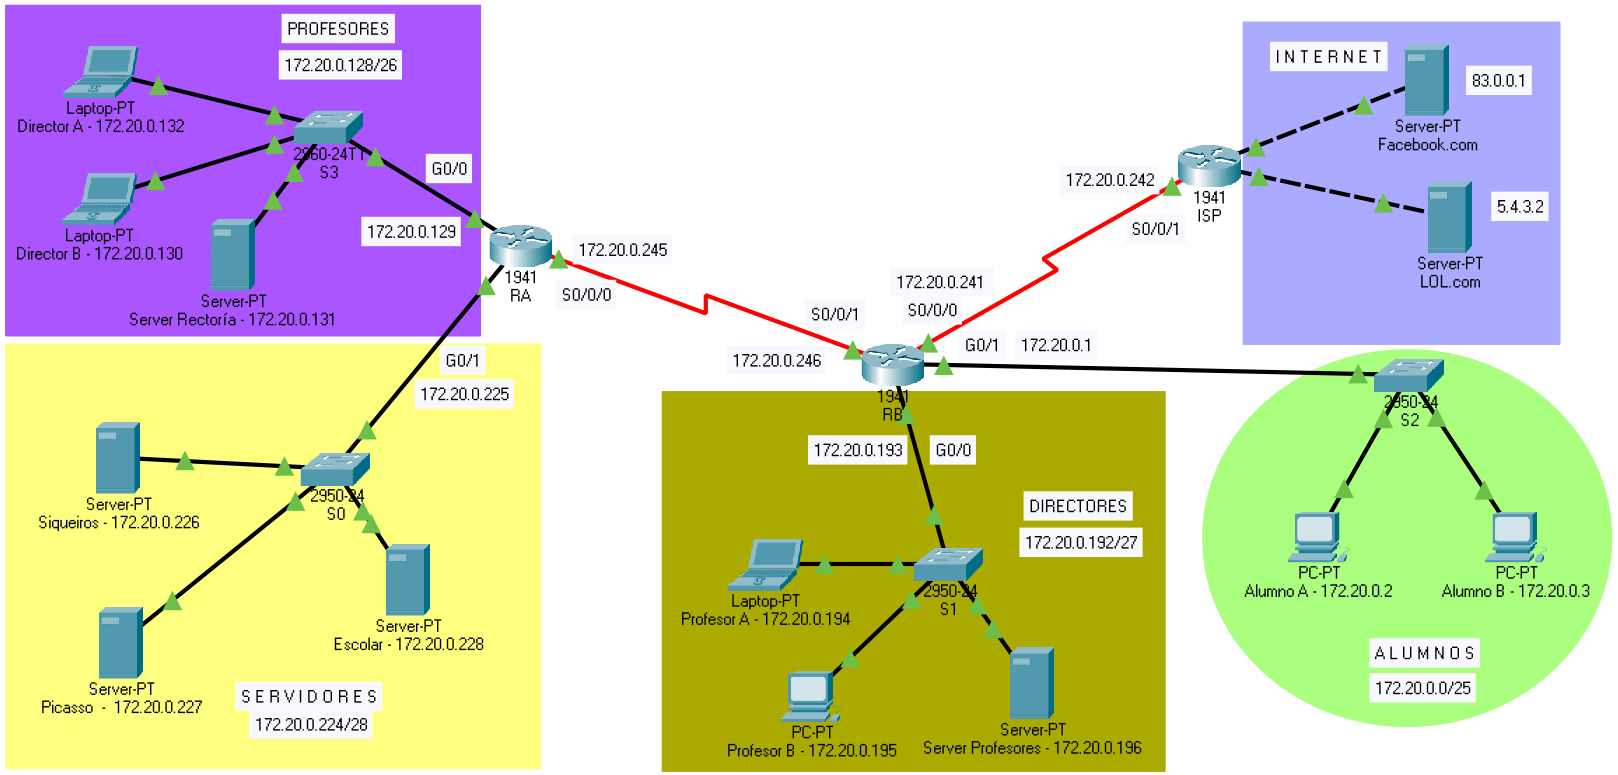 PROFESORES
172.20.0.128/26
Laptop-PT
Director A - 172.20.0.132
2960-24TT
S3
G0/0
Laptop-PT
Director B - 172.20.0.130
172.20.0.129
Server-PT
Server Rectoría - 172.20.0.131
1941
RA
172.20.0.245
S0/0/0
G0/1
172.20.0.225
Server-PT
Siqueiros - 172.20.0.226
2950-24
S0
Server-PT
Escolar - 172.20.0.228
Server-PT
Picasso - 172.20.0.227
SERVIDORES
172.20.0.224/28
S0/0/1
172.20.0.246
172.20.0.241
S0/0/0
G0/1
172.20.0.1
1941
RB
172.20.0.193
G0/0
DIRECTORES
172.20.0.192/27
Laptop-PT
Profesor A - 172.20.0.194
2950-24
S1
PC-PT
Profesor B - 172.20.0.195
Server-PT
Server Profesores - 172.20.0.196
172.20.0.242
S0/0/1
1941
ISP
INTERNET
83.0.0.1
Server-PT
Facebook.com
5.4.3.2
Server-PT
LOL.com
2950-24
S2
PC-PT
Alumno A - 172.20.0.2
PC-PT
Alumno B - 172.20.0.3
ALUMNOS
172.20.0.0/25